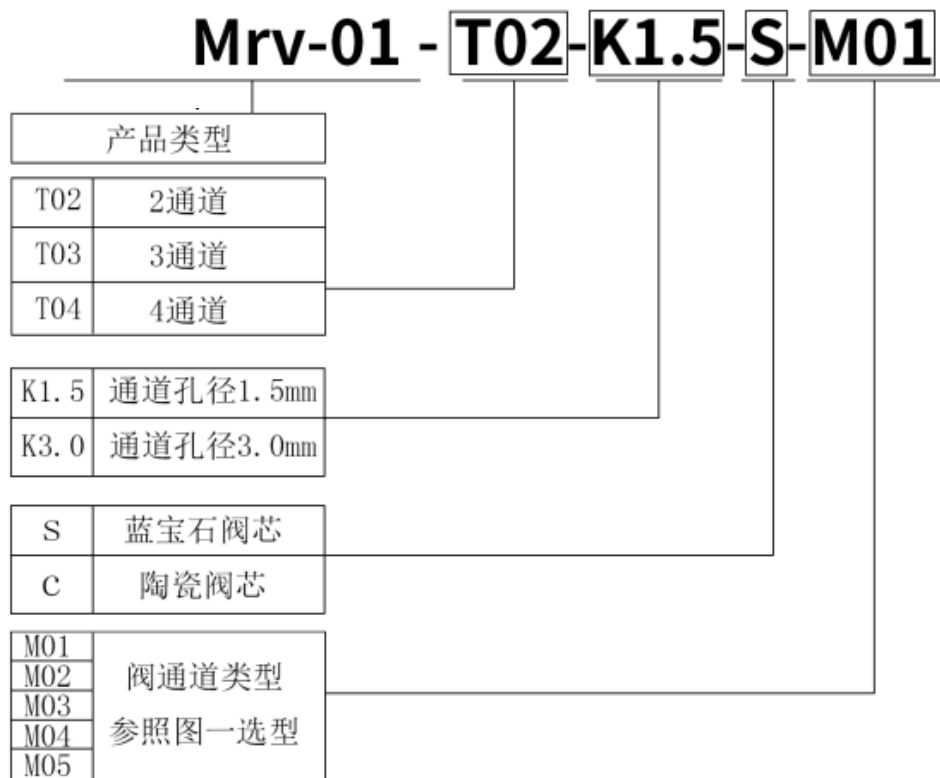 Mrv-01 - T02-K1.5-S-M01
产品类型
T02 2通道
T03 3通道
T04 4通道
K1.5 通道孔径1.5mm
K3.0 通道孔径3.0mm
S 蓝宝石阀芯
C 陶瓷阀芯
M01
M02
M03
M04
M05
阀通道类型
参照图一选型